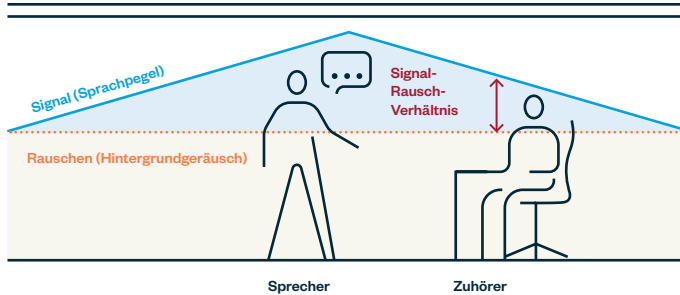 Signal (Sprachpegel)
Signal-
Rausch-
Verhältnis
Rauschen (Hintergrundgeräusch)
Sprecher
Zuhörer